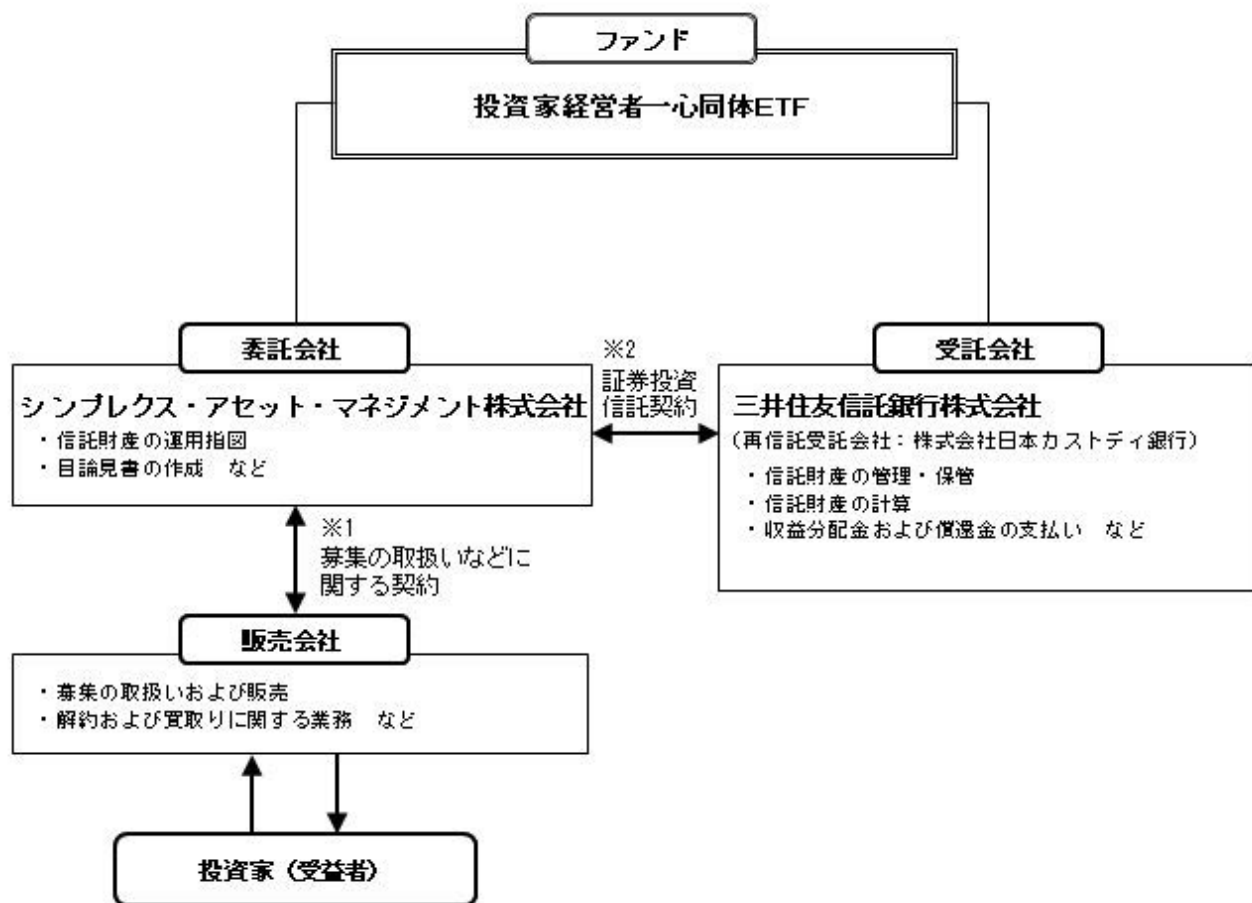 ファンド
投資家経営者一心同体ETF
委託会社
シンプレクス・アセット・マネジメント株式会社
・信託財産の運用指図
・目論見書の作成　など
※2
証券投資
信託契約
受託会社
三井住友信託銀行株式会社
（再信託受託会社：株式会社日本カストディ銀行）
・信託財産の管理・保管
・信託財産の計算
・収益分配金および償還金の支払い　など
※1
募集の取扱いなどに
関する契約
販売会社
・募集の取扱いおよび販売
・解約および買取りに関する業務　など
投資家（受益者）